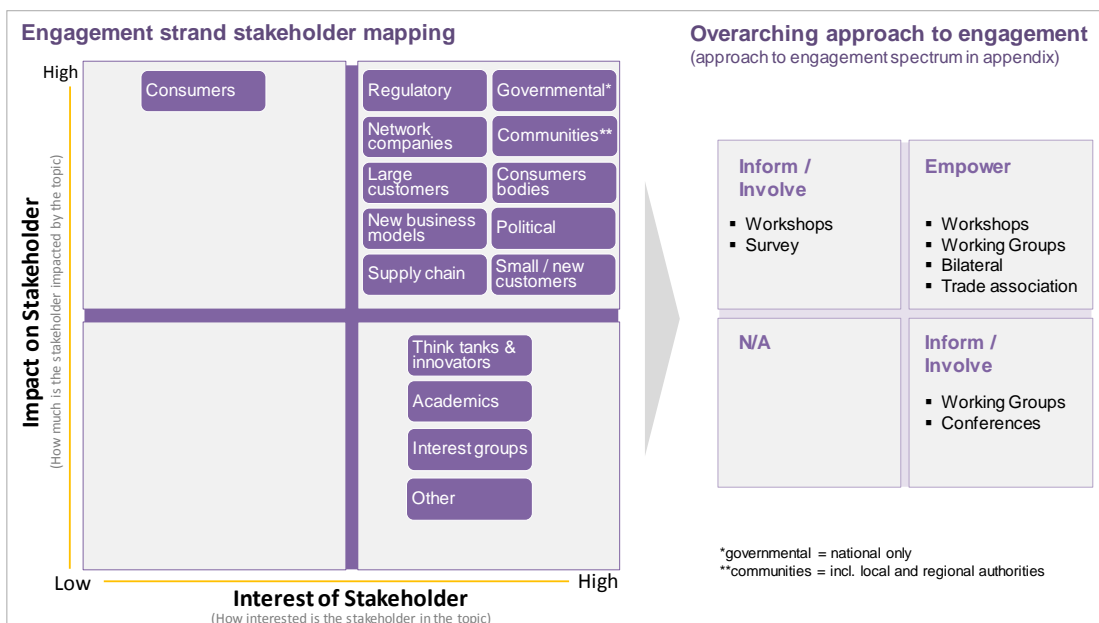 Engagement strand stakeholder mapping
High
Consumers
Regulatory
Governmental*
Network
companies
Communities**
Large
customers
Consumers
bodies
New business
models
Political
Supply chain
Small / new
customers
Think tanks &
innovators
Academics
Interest groups
Other
Impact on Stakeholder
(How much is the stakeholder impacted by the topic)
Low
High
Interest of Stakeholder
(How interested is the stakeholder in the topic)
Overarching approach to engagement
(approach to engagement spectrum in appendix)
Inform /
Involve
▪ Workshops
▪ Survey
Empower
▪ Workshops
▪ Working Groups
▪ Bilateral
▪ Trade association
N/A
Inform /
Involve
▪ Working Groups
▪ Conferences
*governmental = national only
**communities = incl. local and regional authorities